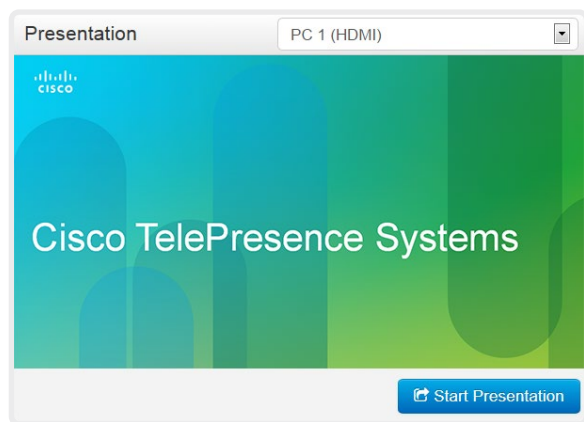 Presentation
PC 1 (HDMI)
CISCO
Cisco TelePresence Systems
Start Presentation